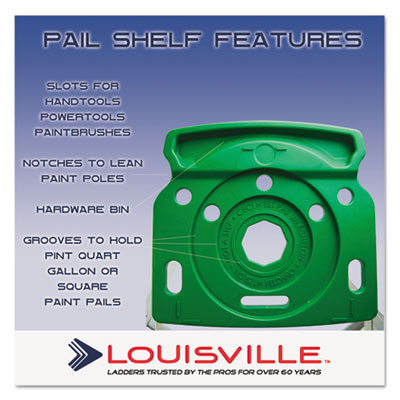 PAIL SHELF FEATURES
SLOTS FOR
HANDTOOLS
POWERTOOLS
PAINTBRUSHES
NOTCHES TO LEAN
PAINT POLES
HARDWARE BIN
GROOVES TO HOLD
PINT QUART
GALLON OR
SQUARE
PAINT PAILS
LOUISVILLE™
LADDERS TRUSTED BY THE PROS FOR OVER 60 YEARS